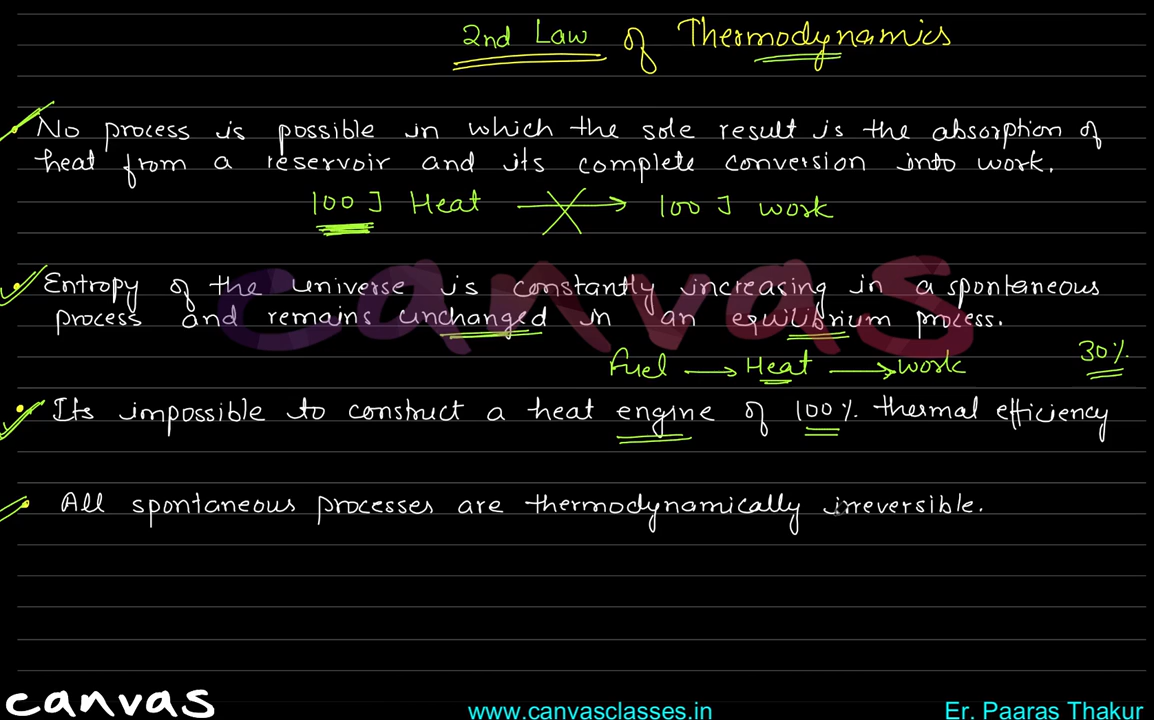 2nd Law of Thermodynamics
No process is possible in which the sole result is the absorption of
heat from a reservoir and its complete conversion into work.
100 J Heat 100 J work
Entropy of the universe is constantly increasing in a spontaneous
process and remains unchanged in an equilibrium process.
Fuel → Heat → work 30%
Its impossible to construct a heat engine of 100% thermal efficiency
All spontaneous processes are thermodynamically irreversible.
canvas
canvas www.canvasclasses.in Er. Paaras Thakur